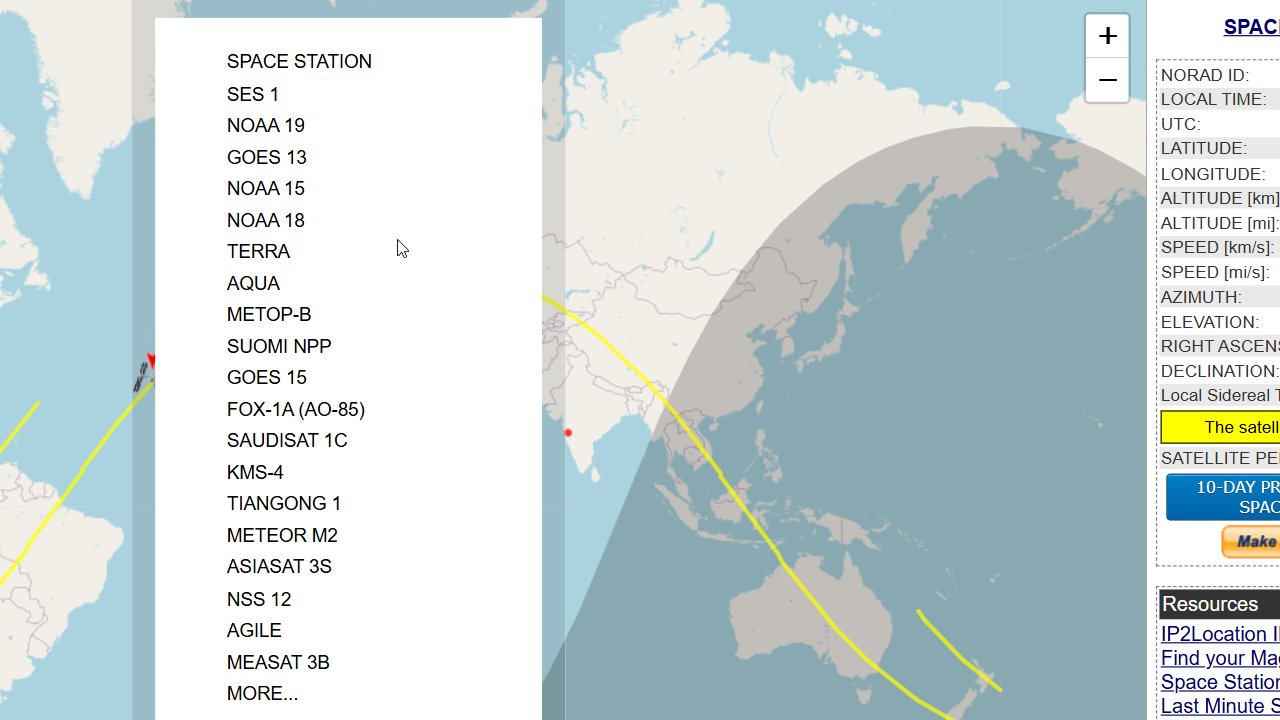 SPACE STATION
SES 1
NOAA 19
GOES 13
NOAA 15
NOAA 18
TERRA
AQUA
METOP-B
SUOMI NPP
GOES 15
FOX-1A (AO-85)
SAUDISAT 1C
KMS-4
TIANGONG 1
METEOR M2
ASIASAT 3S
NSS 12
AGILE
MEASAT 3B
MORE...
+
−
SPACE
NORAD ID:
LOCAL TIME:
UTC:
LATITUDE:
LONGITUDE:
ALTITUDE [km]
ALTITUDE [mi]:
SPEED [km/s]:
SPEED [mi/s]:
AZIMUTH:
ELEVATION:
RIGHT ASCENS
DECLINATION:
Local Sidereal T
The satell
SATELLITE PE
10-DAY PR
SPAC
Make
Resources
IP2Location I
Find your Ma
Space Station
Last Minute S